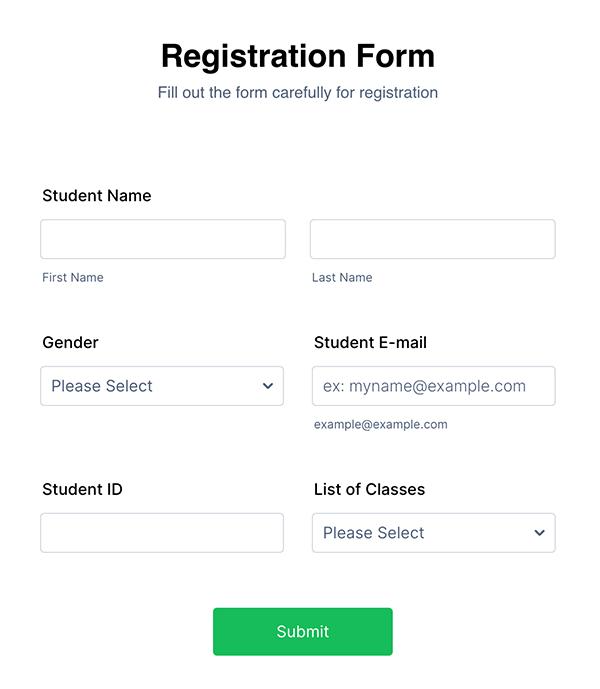 Registration Form
Fill out the form carefully for registration
Student Name
First Name
Last Name
Gender
Student E-mail
Please Select
ex: myname@example.com
example@example.com
Student ID
List of Classes
Please Select
Submit